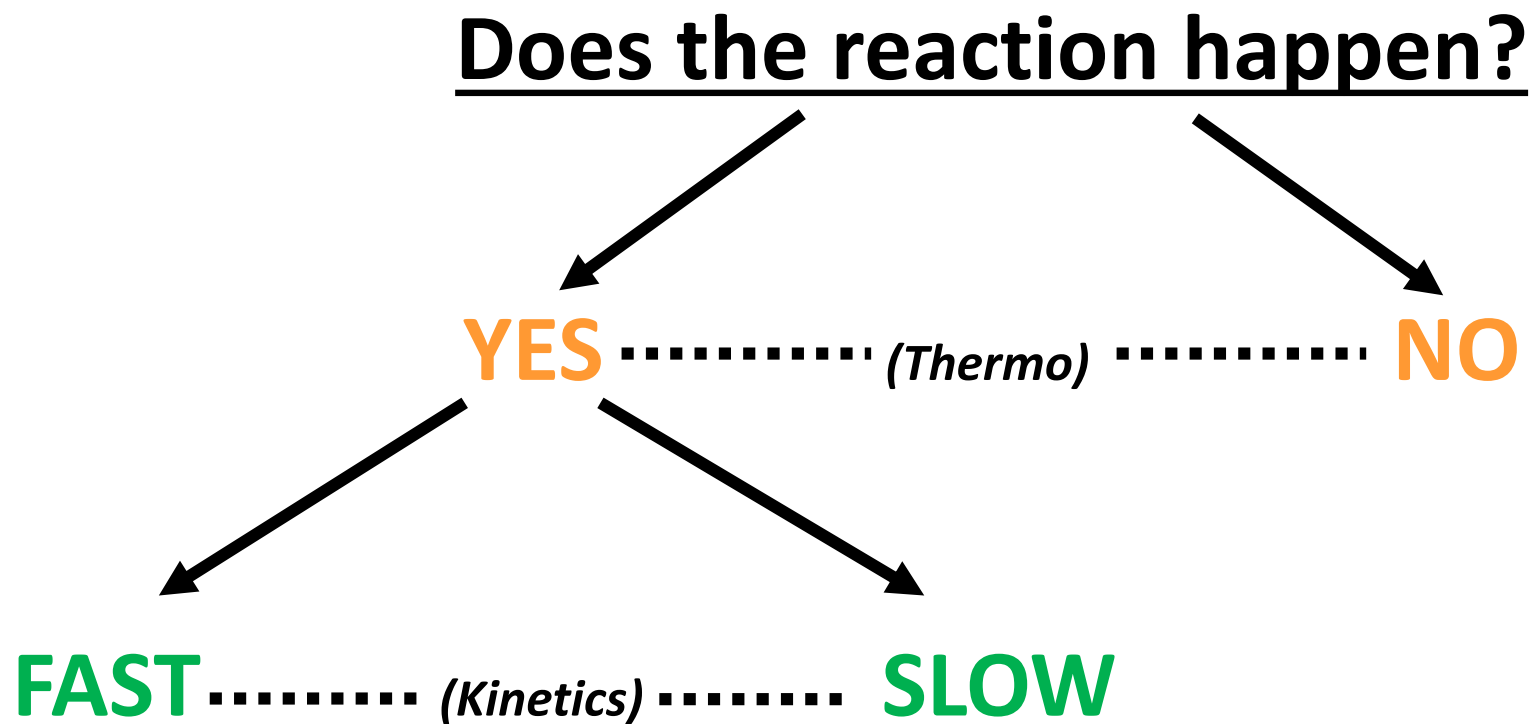 Does the reaction happen?
YES (Thermo) NO
FAST (Kinetics) SLOW